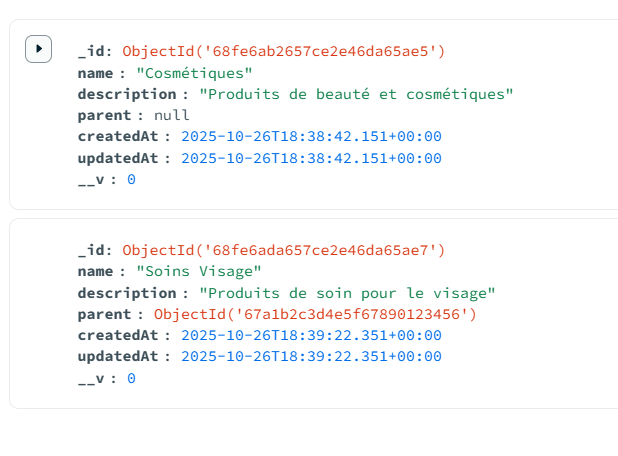 _id: ObjectId('68fe6ab2657ce2e46da65ae5')
name : "Cosmétiques"
description : "Produits de beauté et cosmétiques"
parent : null
createdAt : 2025-10-26T18:38:42.151+00:00
updatedAt : 2025-10-26T18:38:42.151+00:00
__v : 0
_id: ObjectId('68fe6ada657ce2e46da65ae7')
name : "Soins Visage"
description : "Produits de soin pour le visage"
parent : ObjectId('67a1b2c3d4e5f67890123456')
createdAt : 2025-10-26T18:39:22.351+00:00
updatedAt : 2025-10-26T18:39:22.351+00:00
__v : 0